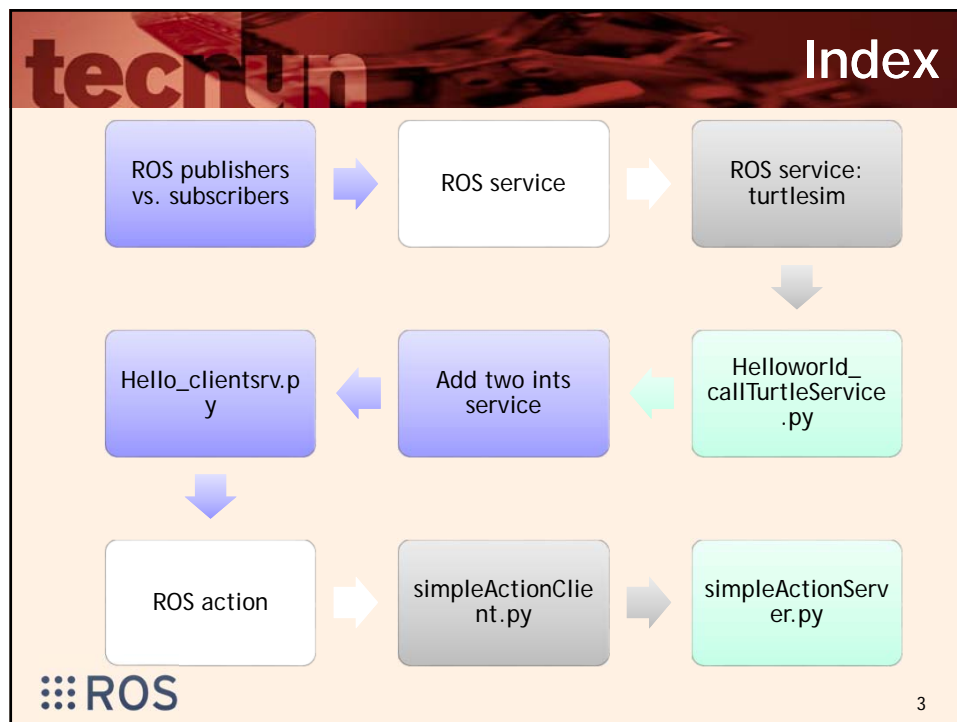 tecnun
Index
ROS publishers
vs. subscribers
ROS service
ROS service:
turtlesim
Helloworld_
callTurtleService
.py
Add two ints
service
Hello_clientsrv.p
y
ROS action
simpleActionClie
nt.py
simpleActionServ
er.py
ROS
3